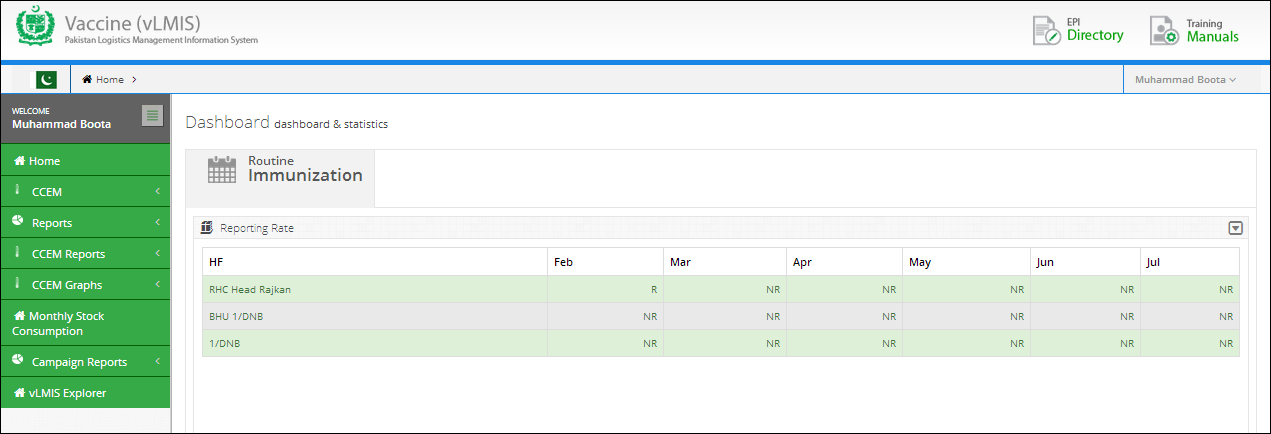 Vaccine (vLMIS)
Pakistan Logistics Management Information System
EPI
Directory
Training
Manuals
Home
Muhammad Boota
WELCOME
Muhammad Boota
Home
CCEM
Reports
CCEM Reports
CCEM Graphs
Monthly Stock
Consumption
Campaign Reports
vLMIS Explorer
Dashboard dashboard & statistics
Routine
Immunization
Reporting Rate
HF Feb Mar Apr May Jun Jul
RHC Head Rajkan R NR NR NR NR NR
BHU 1/DNB NR NR NR NR NR NR
1/DNB NR NR NR NR NR NR